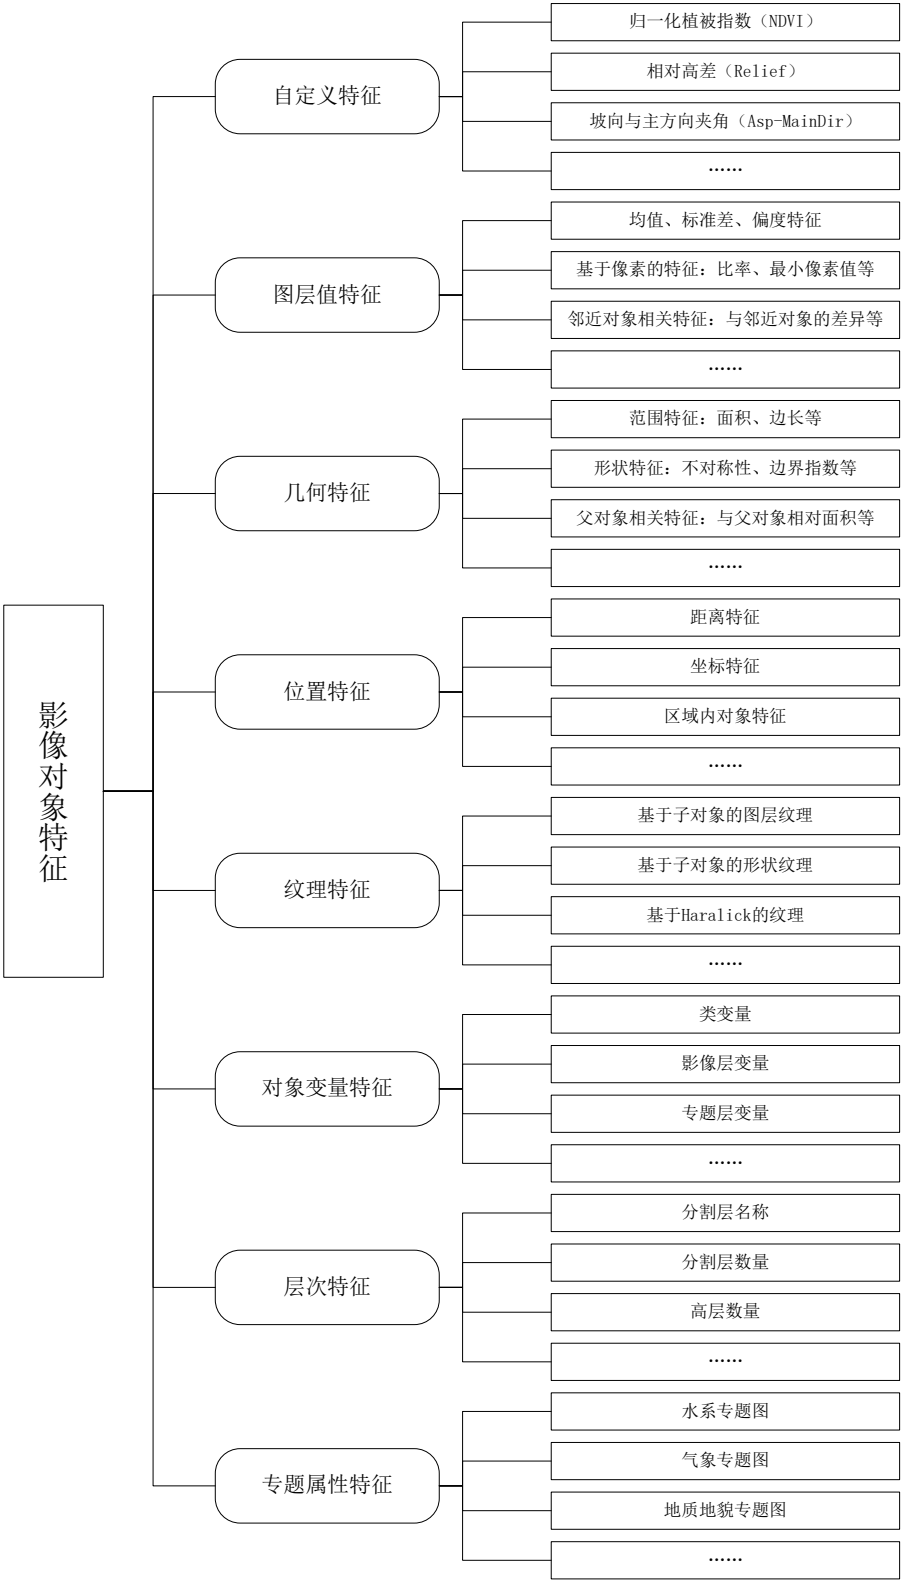 影像对象特征
自定义特征
归一化植被指数（NDVI）
相对高差（Relief）
坡向与主方向夹角（Asp-MainDir）
……
图层值特征
均值、标准差、偏度特征
基于像素的特征：比率、最小像素值等
邻近对象相关特征：与邻近对象的差异等
……
几何特征
范围特征：面积、边长等
形状特征：不对称性、边界指数等
父对象相关特征：与父对象相对面积等
……
位置特征
距离特征
坐标特征
区域内对象特征
……
纹理特征
基于子对象的图层纹理
基于子对象的形状纹理
基于Haralick的纹理
……
对象变量特征
类变量
影像层变量
专题层变量
……
层次特征
分割层名称
分割层数量
高层数量
……
专题属性特征
水系专题图
气象专题图
地质地貌专题图
……